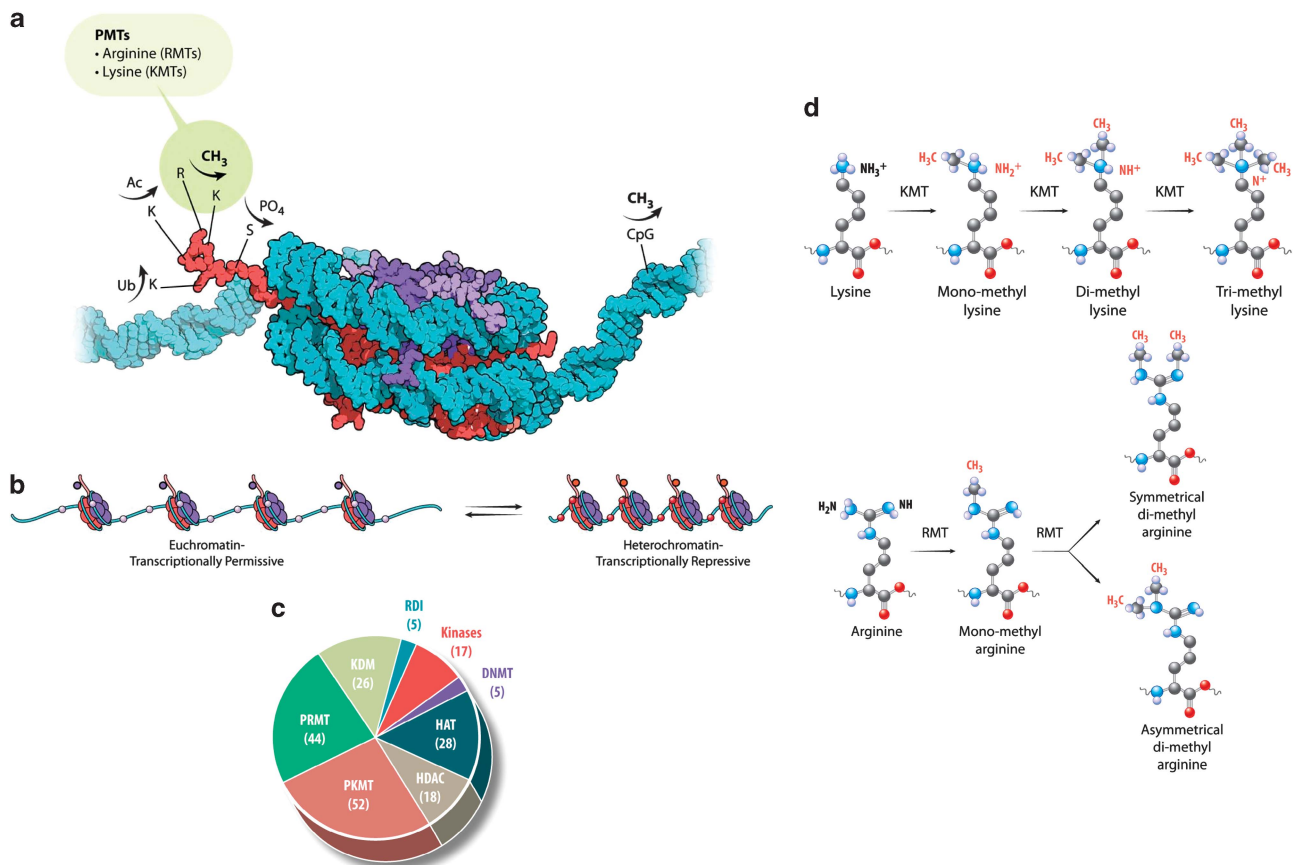 a
PMTs
• Arginine (RMTs)
• Lysine (KMTs)
CH3
R
Ac
K
K
PO4
S
Ub
K
CH3
CpG
b
Euchromatin-
Transcriptionally Permissive
Heterochromatin-
Transcriptionally Repressive
c
RDI
(5)
Kinases
(17)
DNMT
(5)
KDM
(26)
PRMT
(44)
HAT
(28)
HDAC
(18)
PKMT
(52)
d
NH3+
Lysine
KMT
H3C
NH2+
Mono-methyl
lysine
KMT
CH3
H3C
NH+
Di-methyl
lysine
KMT
CH3
H3C
CH3
N+
Tri-methyl
lysine
H2N
NH
Arginine
RMT
CH3
Mono-methyl
arginine
RMT
CH3
CH3
Symmetrical
di-methyl
arginine
CH3
H3C
Asymmetrical
di-methyl
arginine